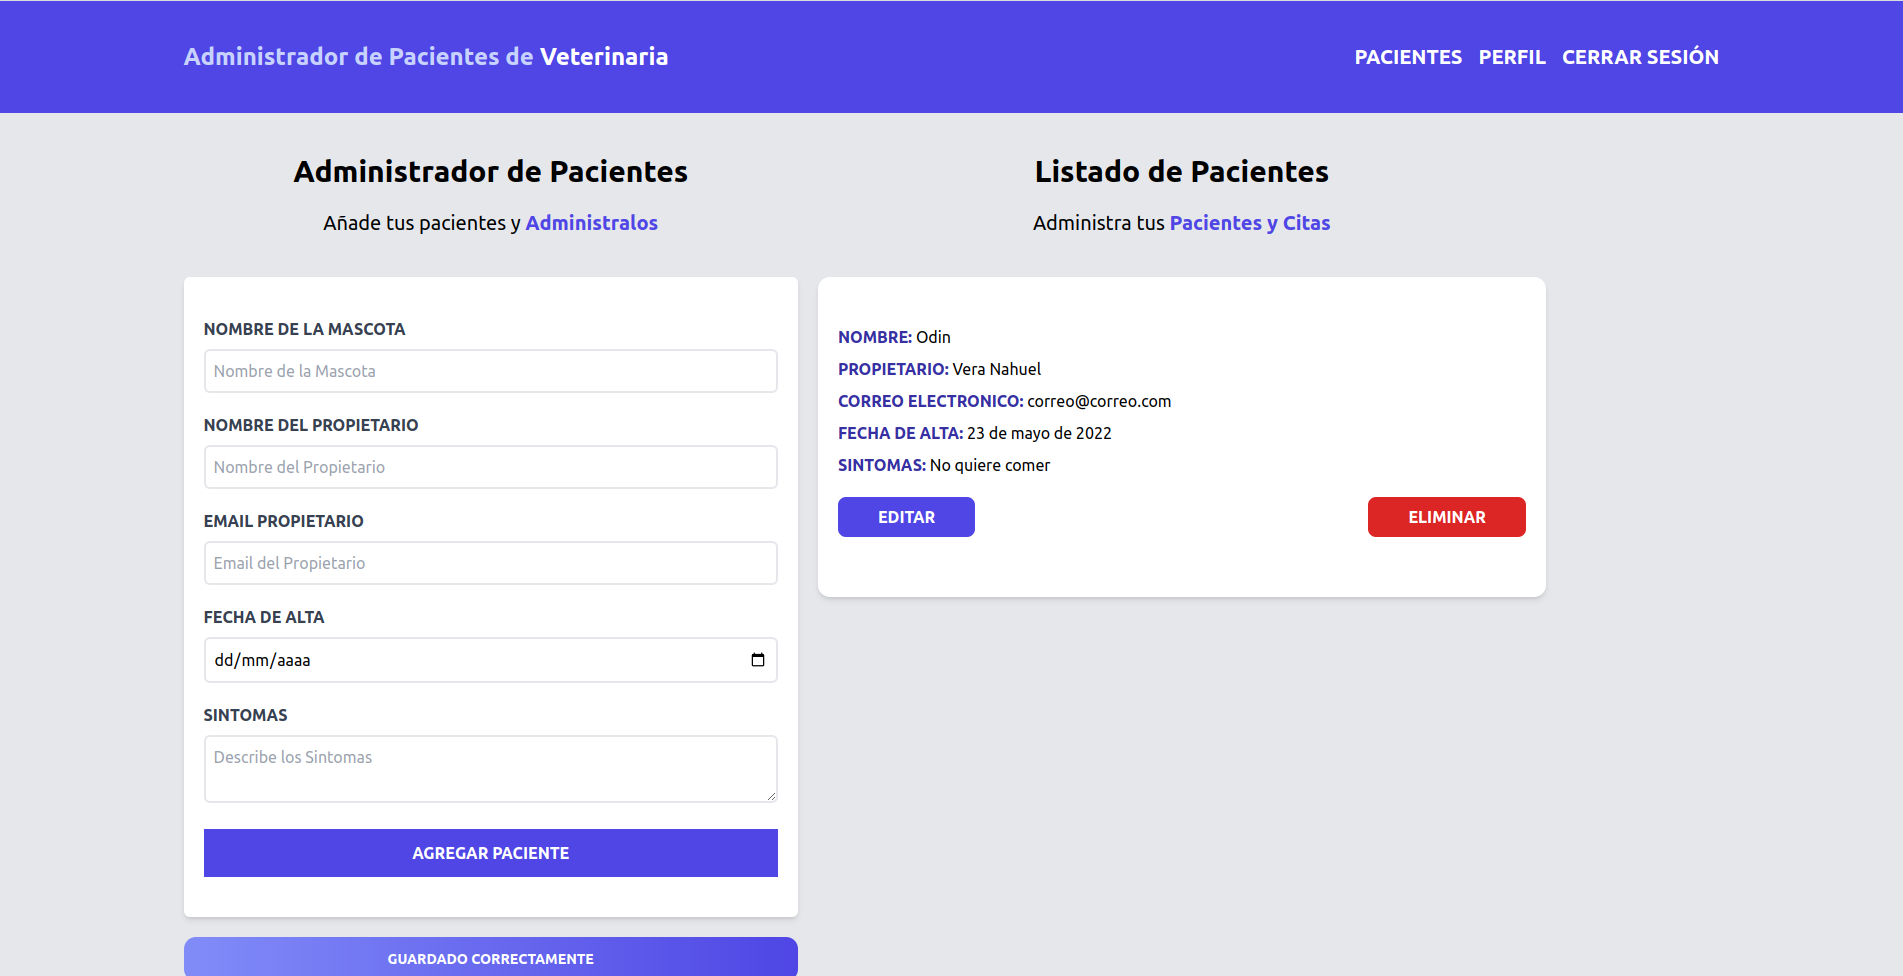 Administrador de Pacientes de Veterinaria
PACIENTES PERFIL CERRAR SESIÓN
Administrador de Pacientes
Añade tus pacientes y Administralos
NOMBRE DE LA MASCOTA
Nombre de la Mascota
NOMBRE DEL PROPIETARIO
Nombre del Propietario
EMAIL PROPIETARIO
Email del Propietario
FECHA DE ALTA
dd/mm/aaaa
SINTOMAS
Describe los Sintomas
AGREGAR PACIENTE
GUARDADO CORRECTAMENTE
Listado de Pacientes
Administra tus Pacientes y Citas
NOMBRE: Odin
PROPIETARIO: Vera Nahuel
CORREO ELECTRONICO: correo@correo.com
FECHA DE ALTA: 23 de mayo de 2022
SINTOMAS: No quiere comer
EDITAR
ELIMINAR